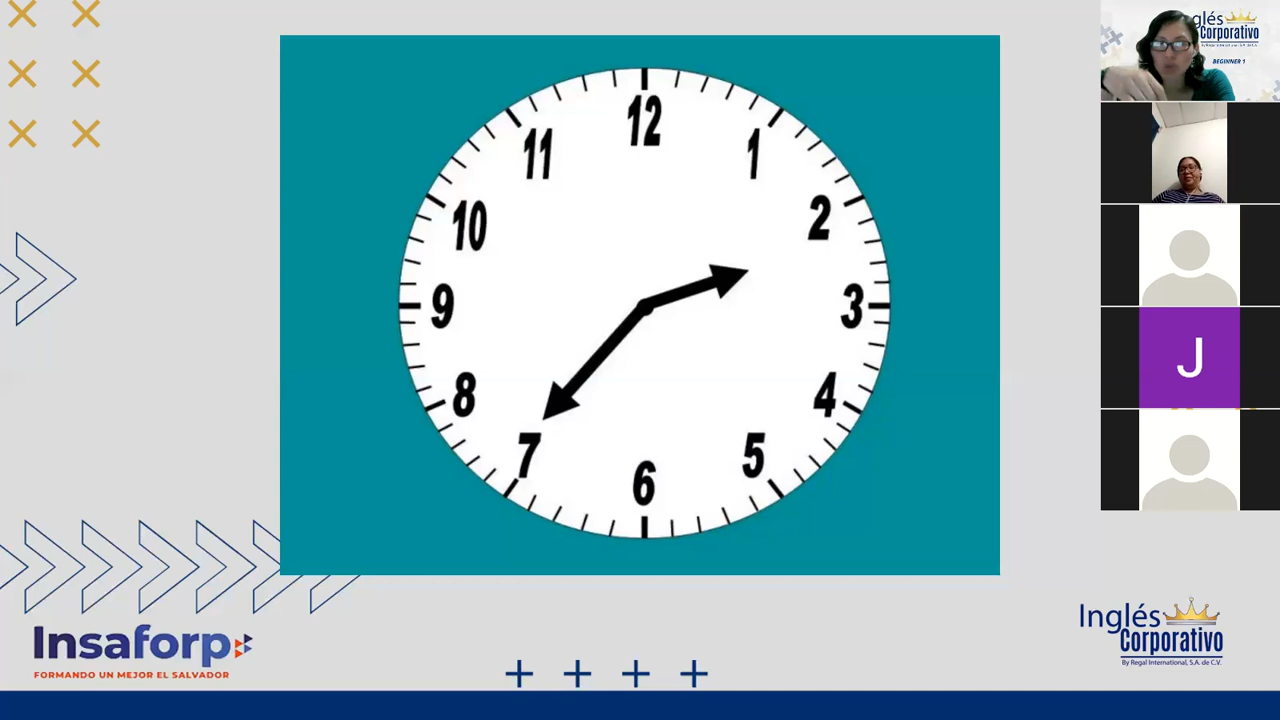 12
11
1
10
2
9
3
8
4
7
5
6
Insaforp
FORMANDO UN MEJOR EL SALVADOR
Inglés
Corporativo
By Regal International, S.A. de C.V.
glés
Corporativo
BEGINNER 1
J